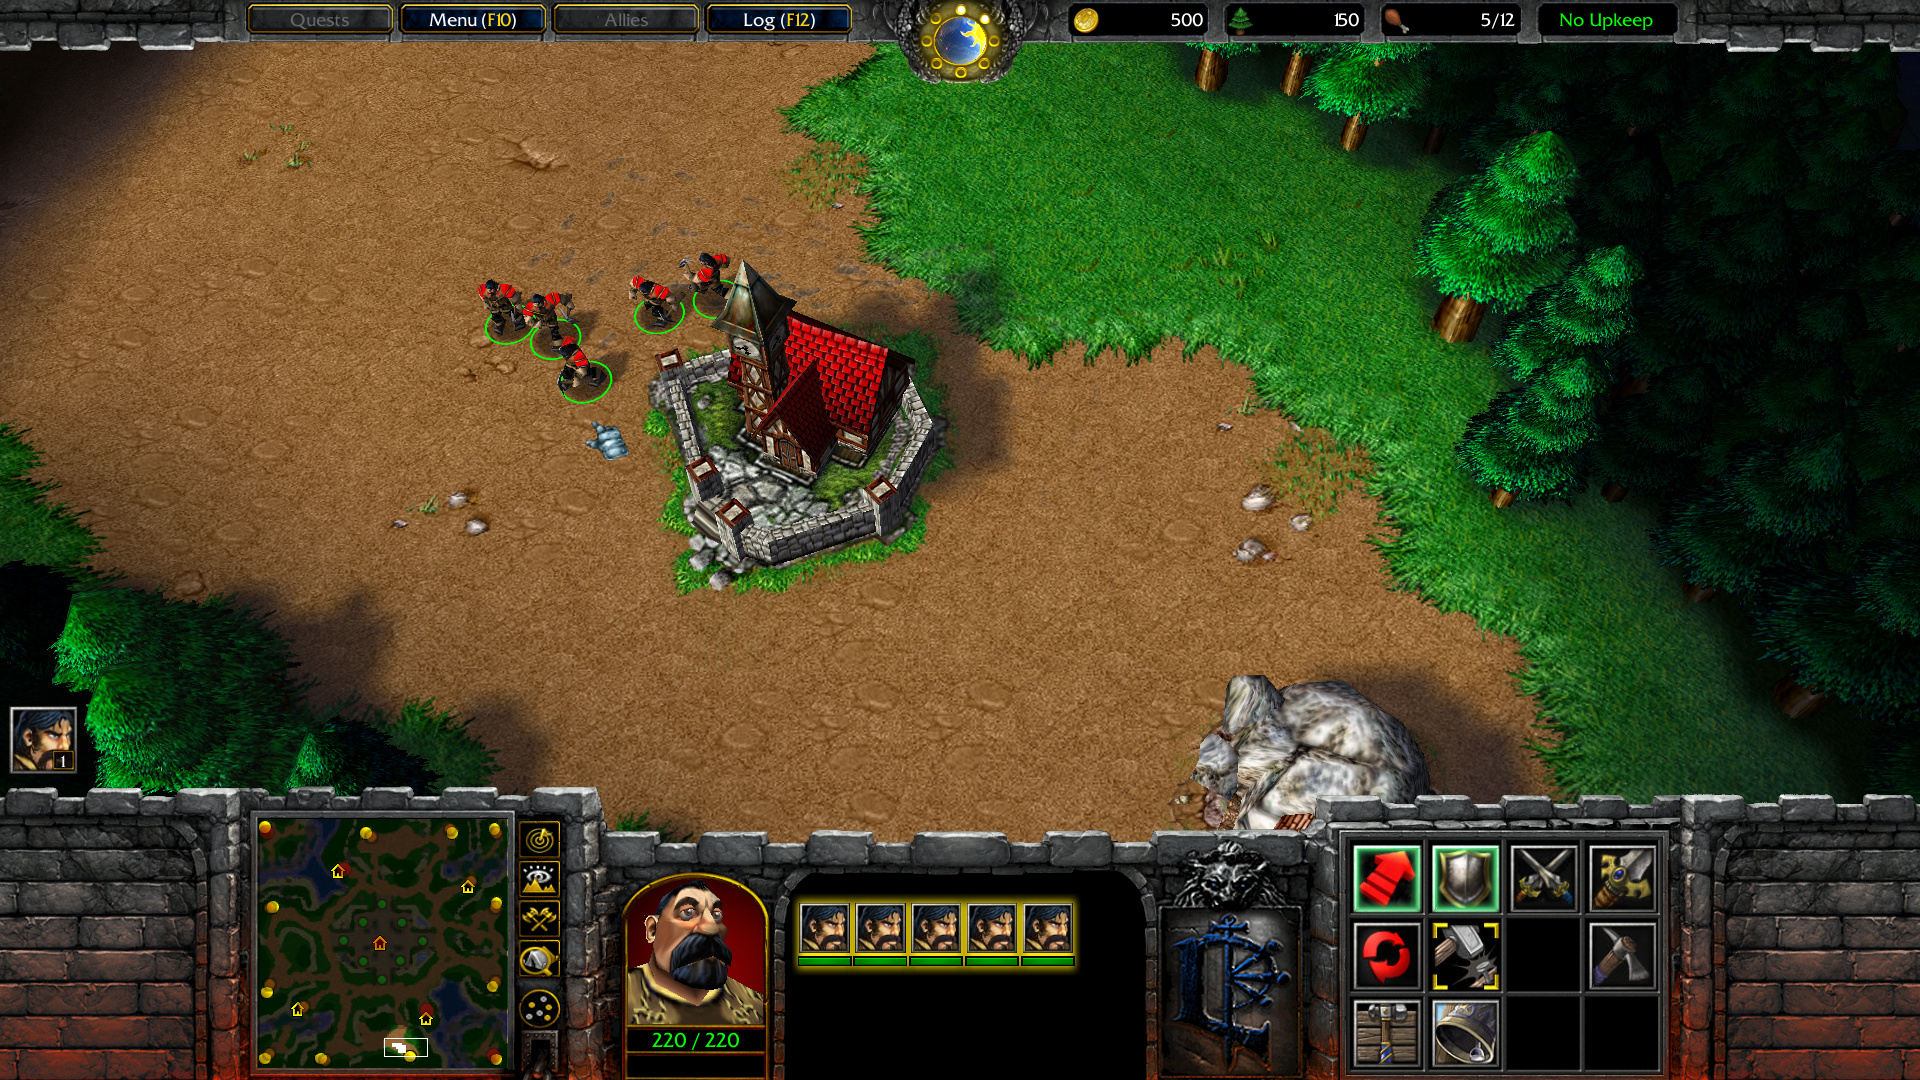 Quests
Menu (F10)
Allies
Log (F12)
500
150
5/12
No Upkeep
1
220 / 220